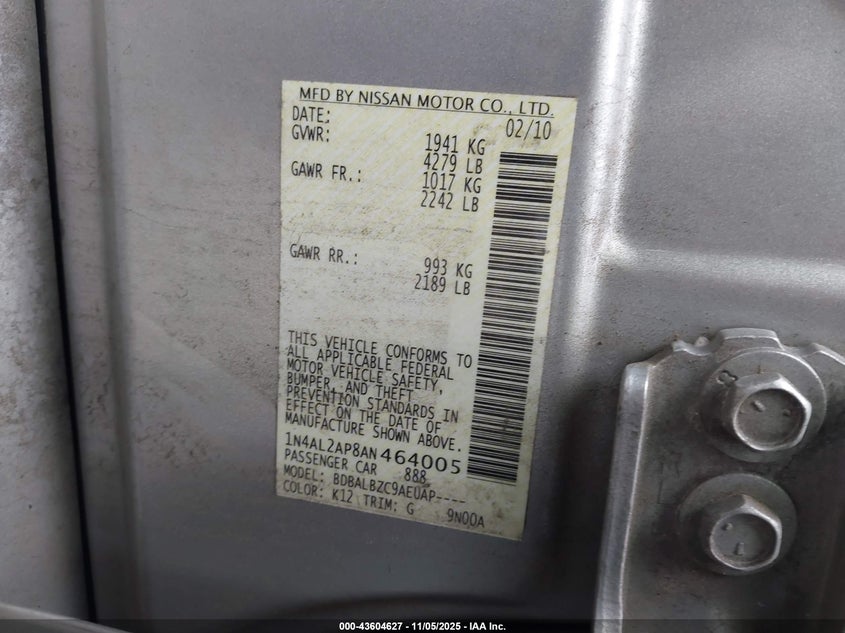 MFD BY NISSAN MOTOR CO., LTD.
DATE: 02/10
GVWR: 1941 KG
4279 LB
GAWR FR.: 1017 KG
2242 LB
GAWR RR.: 993 KG
2189 LB
THIS VEHICLE CONFORMS TO
ALL APPLICABLE FEDERAL
MOTOR VEHICLE SAFETY,
BUMPER, AND THEFT
PREVENTION STANDARDS IN
EFFECT ON THE DATE OF
MANUFACTURE SHOWN ABOVE.
1N4AL2AP8AN464005
PASSENGER CAR 888
MODEL: BDBALBZC9AEUAP----
COLOR: K12 TRIM: G 9N00A
000-43604627 - 11/05/2025 - IAA Inc.